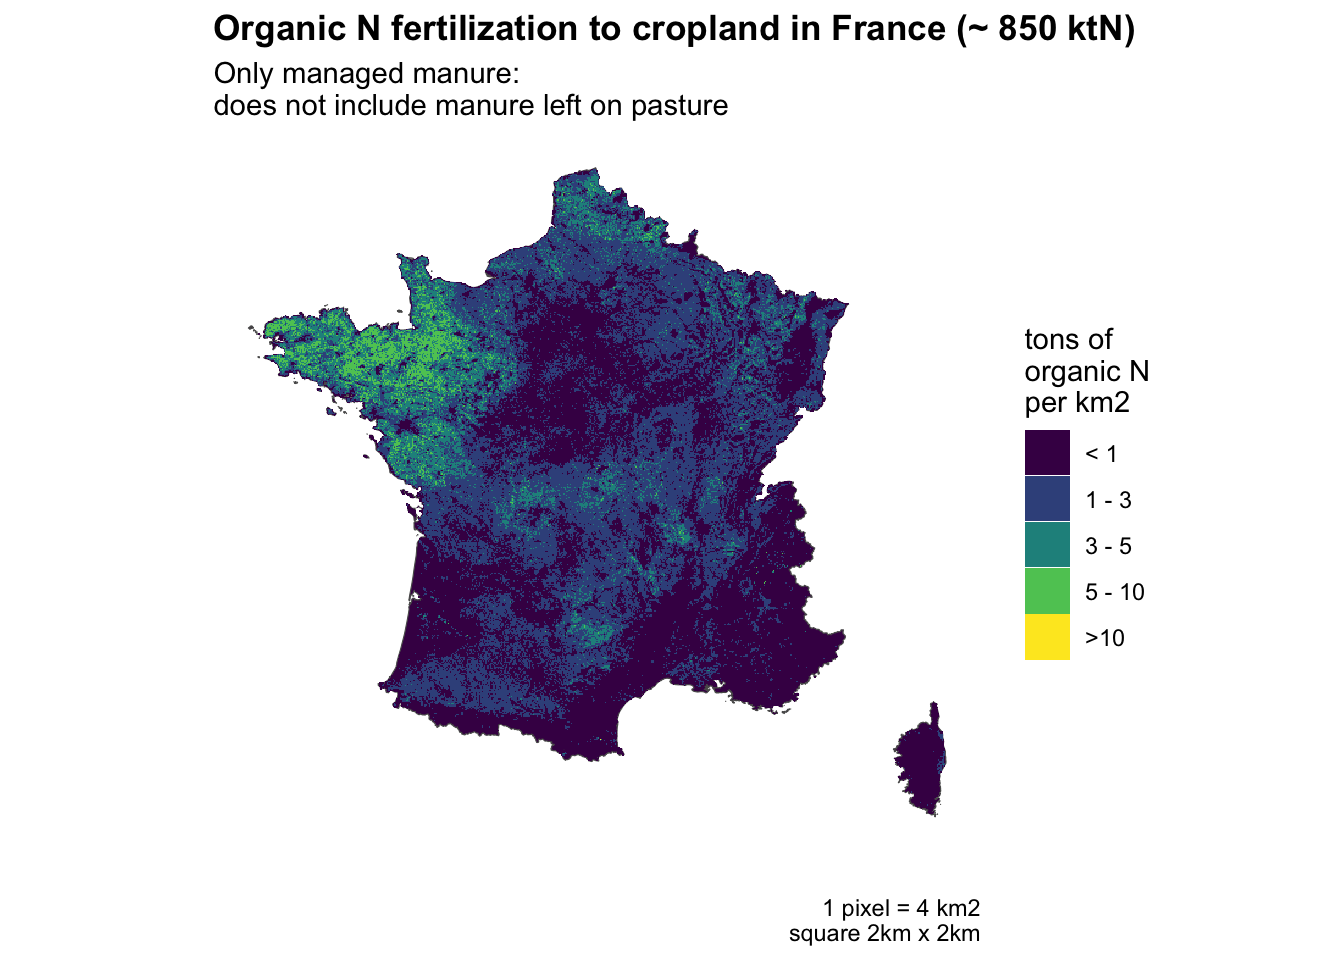 Organic N fertilization to cropland in France (~ 850 ktN)
Only managed manure:
does not include manure left on pasture
tons of
organic N
per km2
< 1
1 - 3
3 - 5
5 - 10
>10
1 pixel = 4 km2
square 2km x 2km